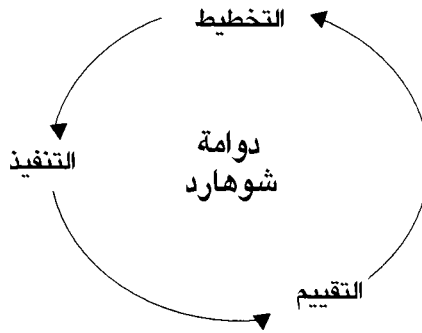 التخطيط
دوامة
شوهارد
التنفيذ
التقييم